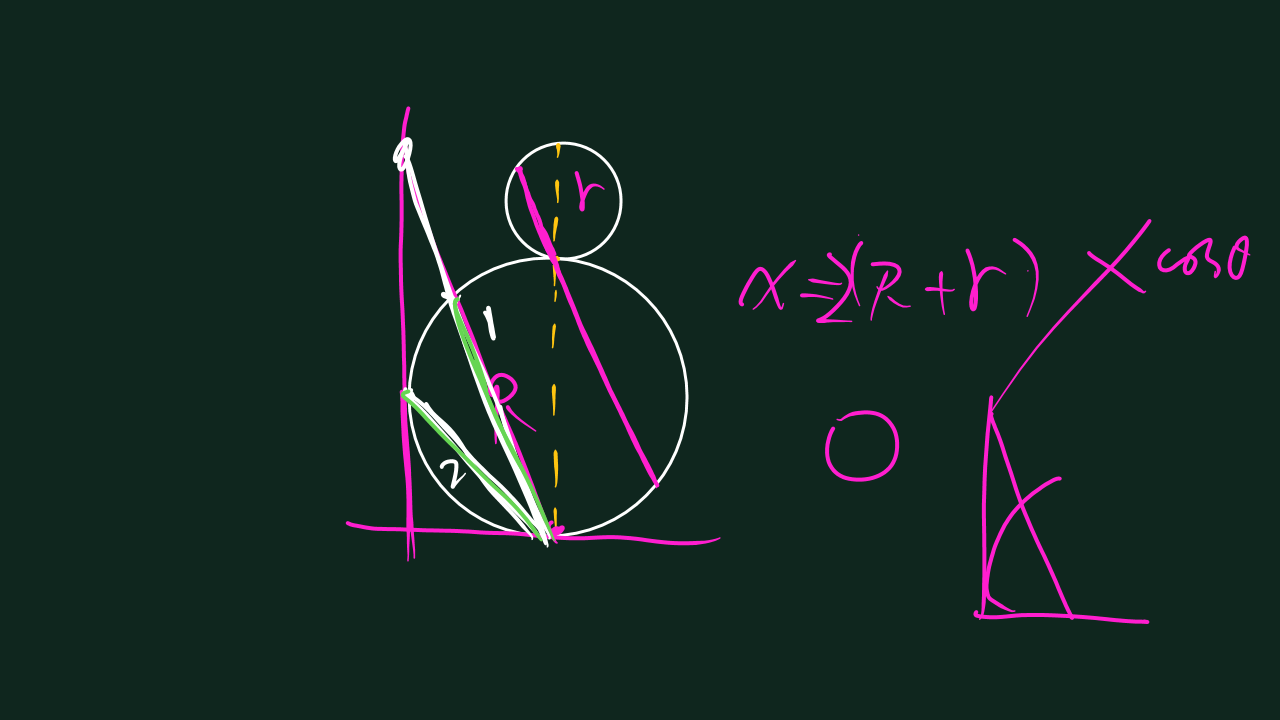 r
x = 2(R + r) cosθ
1
R
2